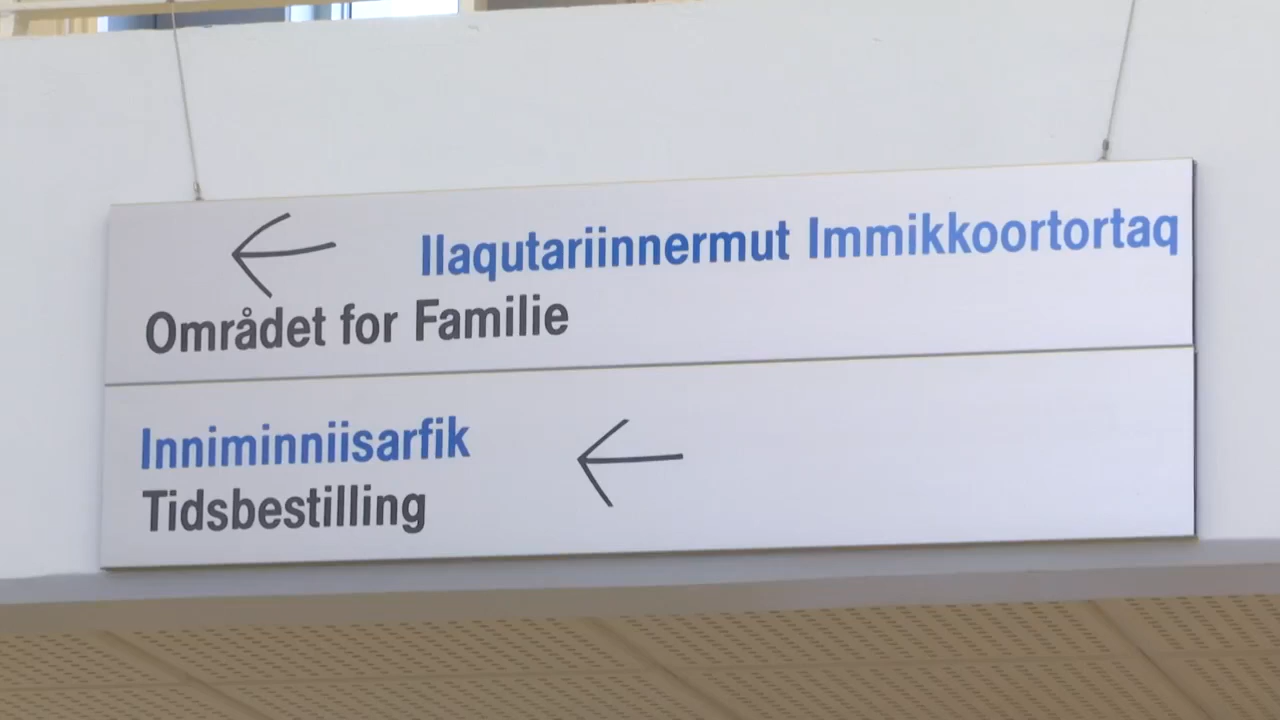 Ilaqutariinnermut Immikkoortortaq
Området for Familie
Inniminniisarfik
Tidsbestilling